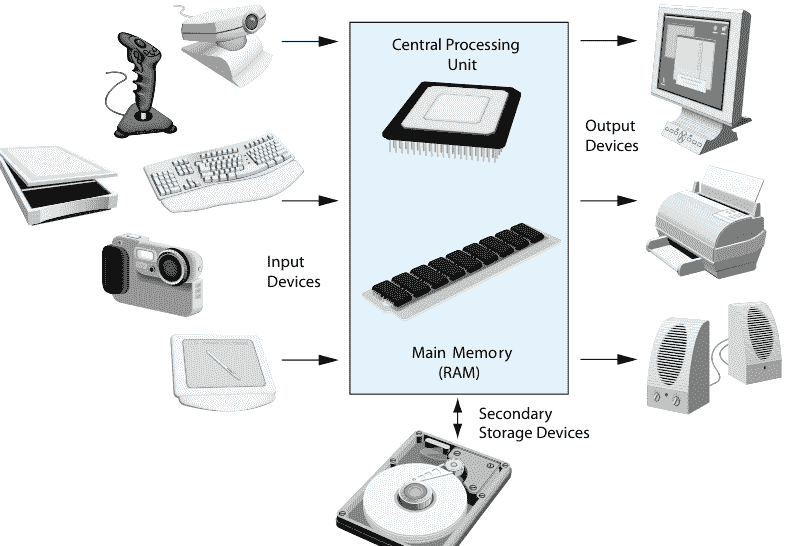 Central Processing
Unit
Output
Devices
Input
Devices
Main Memory
(RAM)
Secondary
Storage Devices